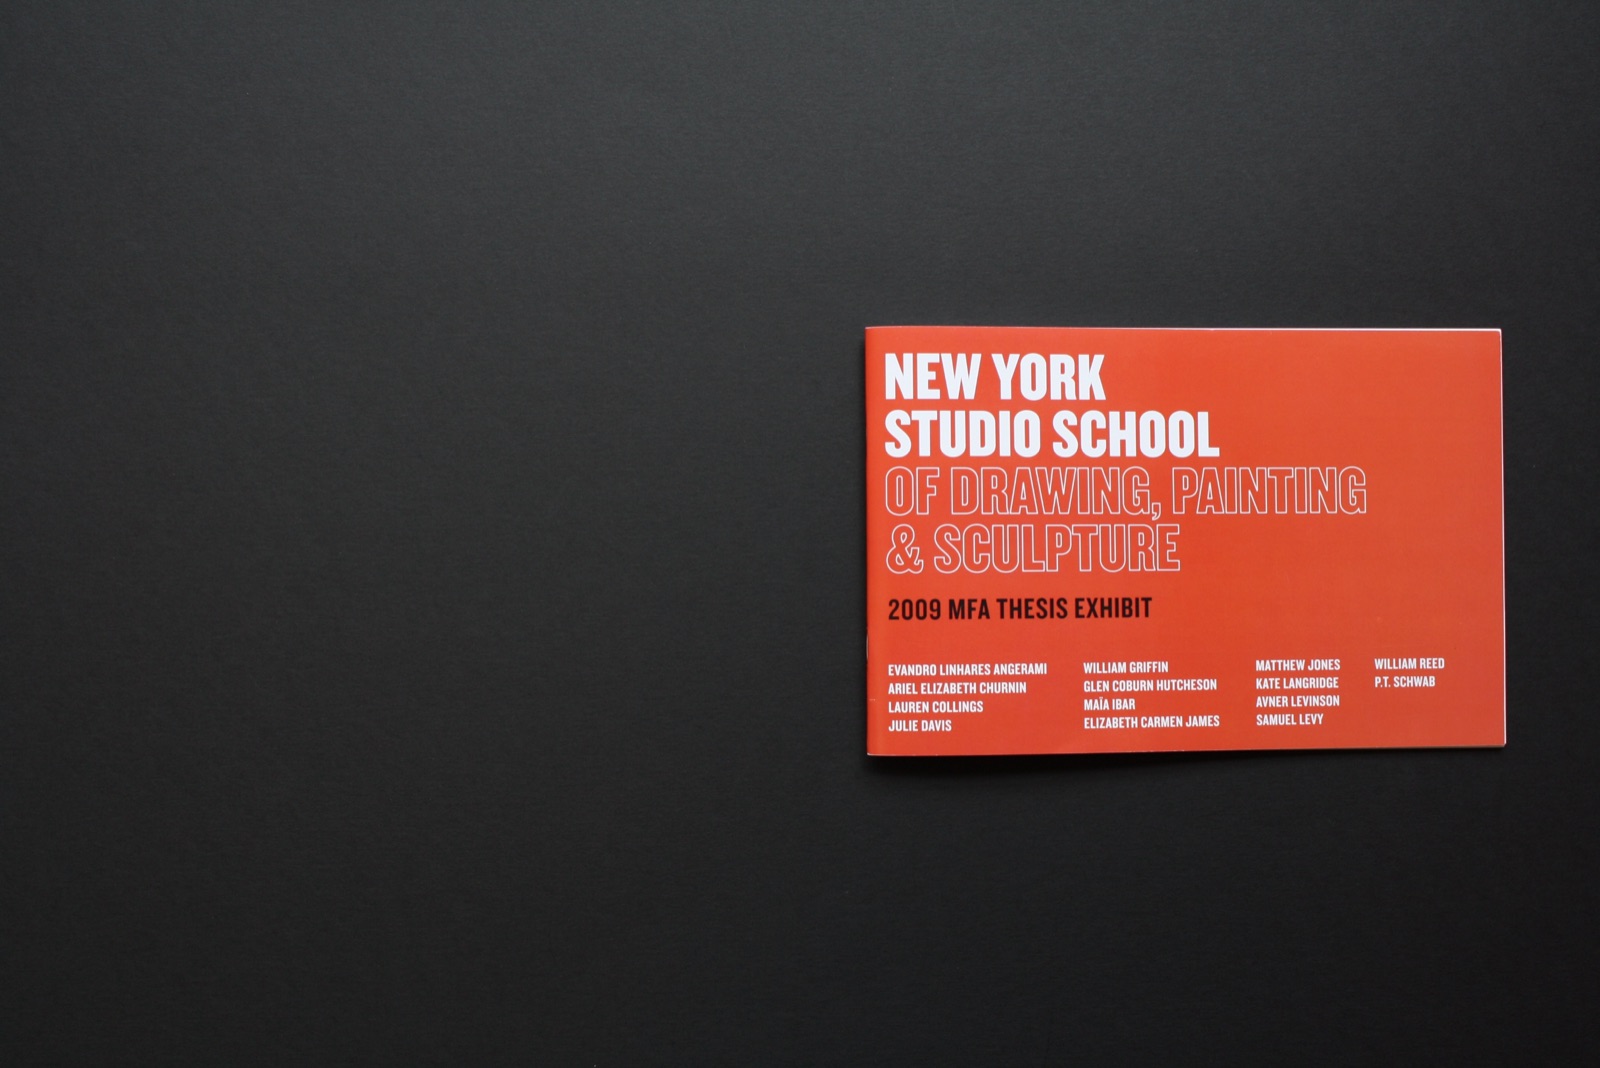 NEW YORK
STUDIO SCHOOL
OF DRAWING, PAINTING
& SCULPTURE
2009 MFA THESIS EXHIBIT
EVANDRO LINHARES ANGERAMI
ARIEL ELIZABETH CHURNIN
LAUREN COLLINGS
JULIE DAVIS
WILLIAM GRIFFIN
GLEN COBURN HUTCHESON
MAÏA IBAR
ELIZABETH CARMEN JAMES
MATTHEW JONES
KATE LANGRIDGE
AVNER LEVINSON
SAMUEL LEVY
WILLIAM REED
P.T. SCHWAB